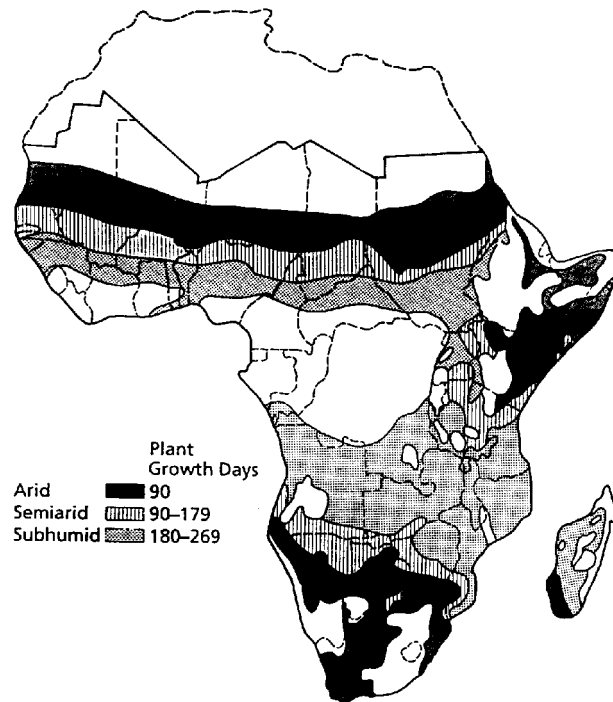 Plant
Growth Days
Arid 90
Semiarid 90–179
Subhumid 180–269